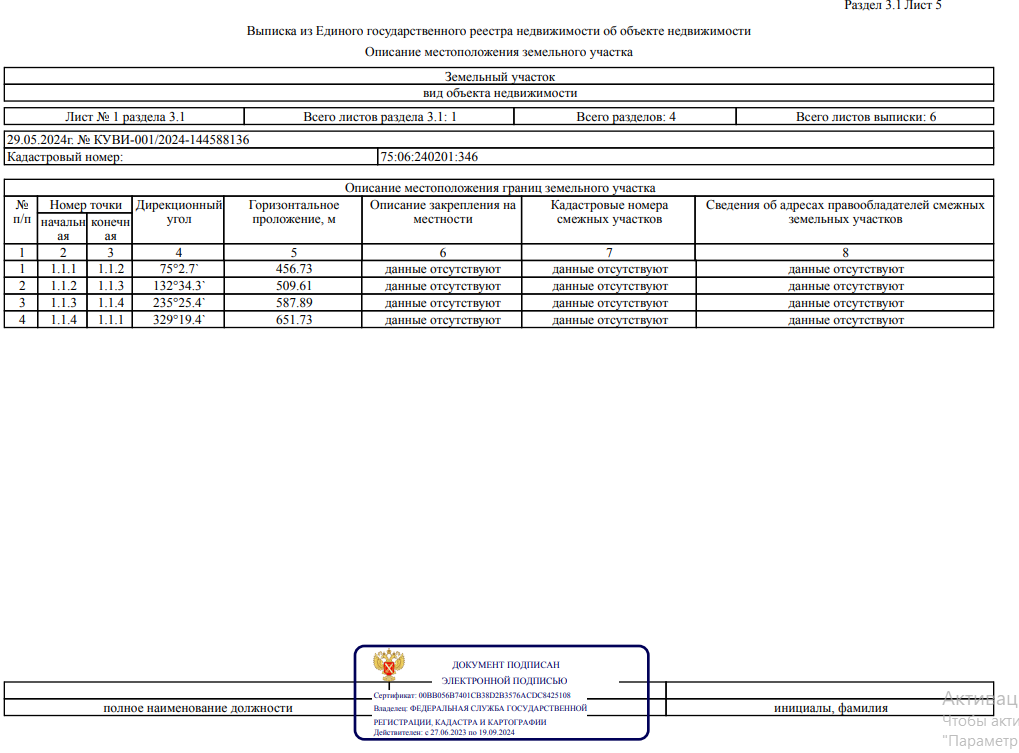 Раздел 3.1 Лист 5
Выписка из Единого государственного реестра недвижимости об объекте недвижимости
Описание местоположения земельного участка
Земельный участок
вид объекта недвижимости
Лист № 1 раздела 3.1 Всего листов раздела 3.1: 1 Всего разделов: 4 Всего листов выписки: 6
29.05.2024г. № КУВИ-001/2024-144588136
Кадастровый номер: 75:06:240201:346
Описание местоположения границ земельного участка
№ п/п Номер точки Дирекционный угол Горизонтальное проложение, м Описание закрепления на местности Кадастровые номера смежных участков Сведения об адресах правообладателей смежных земельных участков
начальн ая конечн ая
1 2 3 4 5 6 7 8
1 1.1.1 1.1.2 75°2.7` 456.73 данные отсутствуют данные отсутствуют данные отсутствуют
2 1.1.2 1.1.3 132°34.3` 509.61 данные отсутствуют данные отсутствуют данные отсутствуют
3 1.1.3 1.1.4 235°25.4` 587.89 данные отсутствуют данные отсутствуют данные отсутствуют
4 1.1.4 1.1.1 329°19.4` 651.73 данные отсутствуют данные отсутствуют данные отсутствуют
ДОКУМЕНТ ПОДПИСАН
ЭЛЕКТРОННОЙ ПОДПИСЬЮ
Сертификат: 00BB056B7401CB38D2B3576ACDC8425108
Владелец: ФЕДЕРАЛЬНАЯ СЛУЖБА ГОСУДАРСТВЕННОЙ
РЕГИСТРАЦИИ, КАДАСТРА И КАРТОГРАФИИ
Действителен: с 27.06.2023 по 19.09.2024
полное наименование должности инициалы, фамилия
Активац
Чтобы акти
"Параметр